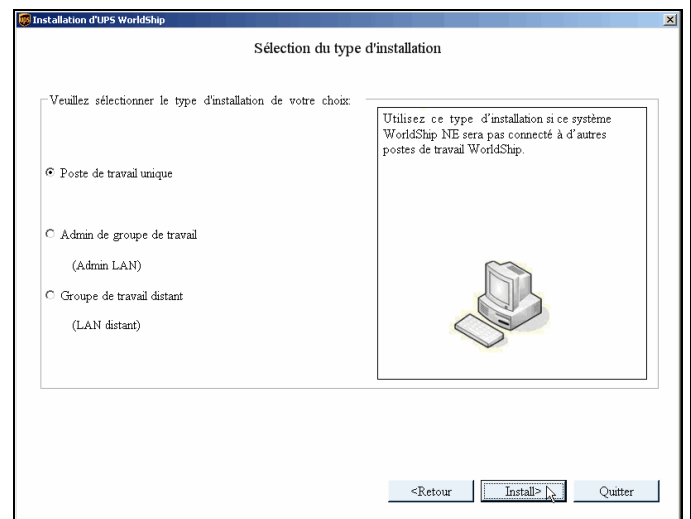 Installation d'UPS WorldShip
Sélection du type d'installation
Veuillez sélectionner le type d'installation de votre choix:
Utilisez ce type d'installation si ce système
WorldShip NE sera pas connecté à d'autres
postes de travail WorldShip.
Poste de travail unique
Admin de groupe de travail
(Admin LAN)
Groupe de travail distant
(LAN distant)
<Retour
Install>
Quitter